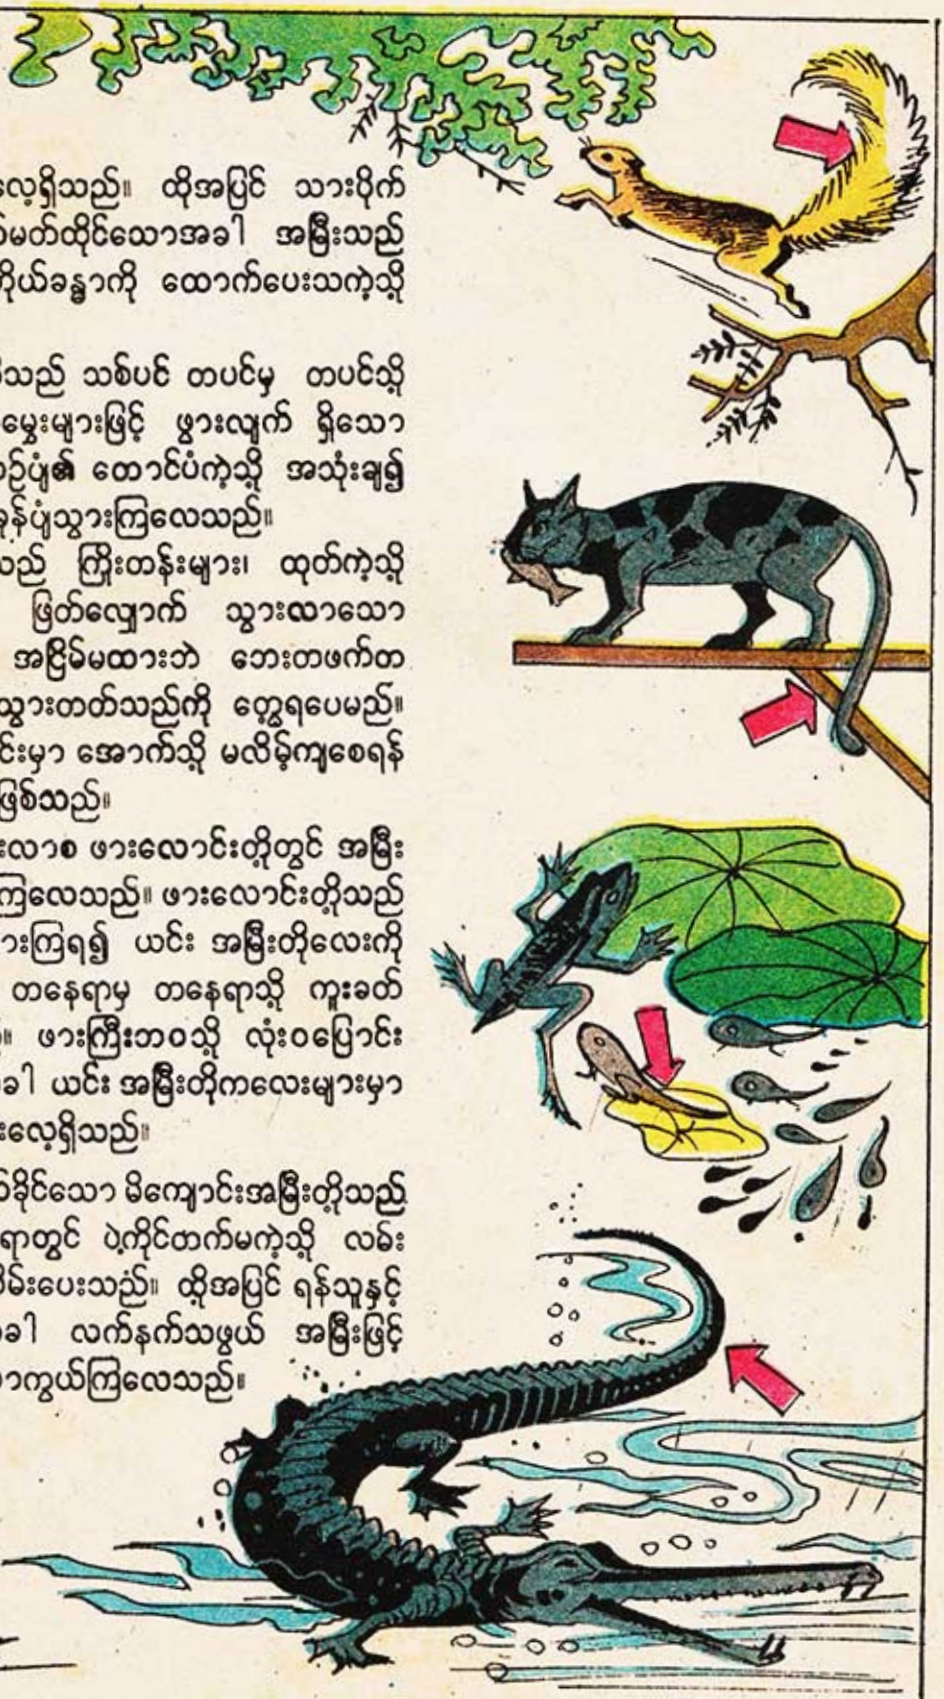 လေ့ရှိသည်။ ထိုအပြင် သားပိုက်
မတ်ထိုင်သောအခါ အမြီးသည်
ကိုယ်ခန္ဓာကို ထောက်ပေးသကဲ့သို့
သည် သစ်ပင် တပင်မှ တပင်သို့
မွှေးများဖြင့် ဖွားလျက် ရှိသော
တောင်ပံကဲ့သို့ အသုံးချ၍
ခုန်ပျံသွားကြလေသည်။
သည် ကြိုးတန်းများ၊ ထုတ်ကဲ့သို့
ဖြတ်လျှောက် သွားလာသော
အငြိမ်မထားဘဲ ဘေးတဖက်တ
သွားတတ်သည်ကို တွေ့ရပေမည်။
မှာ အောက်သို့ မလိမ့်ကျစေရန်
ဖြစ်သည်။
လာစ ဖားလောင်းတို့တွင် အမြီး
ကြလေသည်။ ဖားလောင်းတို့သည်
ကြရ၍ ယင်း အမြီးတိုလေးကို
တနေရာမှ တနေရာသို့ ကူးခတ်
ဖားကြီးဘဝသို့ လုံးဝပြောင်း
ခါ ယင်း အမြီးတိုကလေးများမှာ
လေ့ရှိသည်။
ခိုင်သော မိကျောင်းအမြီးတို့သည်
ရာတွင် ပဲ့ကိုင်တက်မကဲ့သို့ လမ်း
ပေးသည်။ ထို့အပြင် ရန်သူနှင့်
ခါ လက်နက်သဖွယ် အမြီးဖြင့်
ကာကွယ်ကြလေသည်။